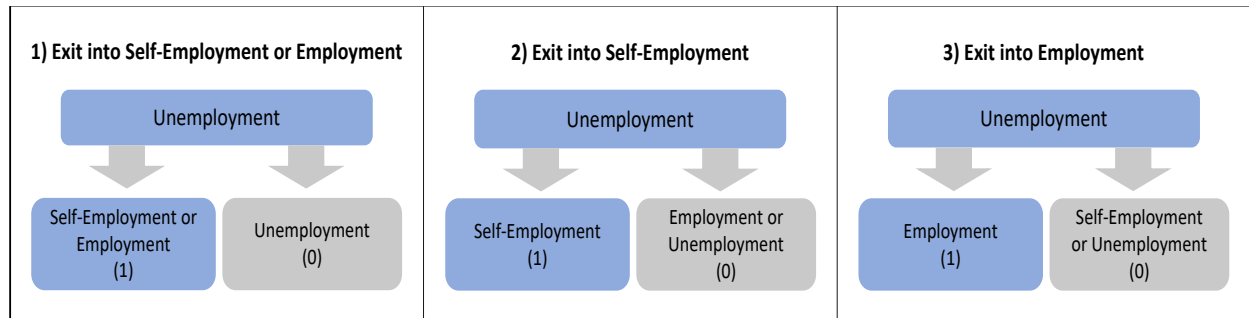 1) Exit into Self-Employment or Employment
Unemployment
Self-Employment or
Employment
(1)
Unemployment
(0)
2) Exit into Self-Employment
Unemployment
Self-Employment
(1)
Employment or
Unemployment
(0)
3) Exit into Employment
Unemployment
Employment
(1)
Self-Employment
or Unemployment
(0)